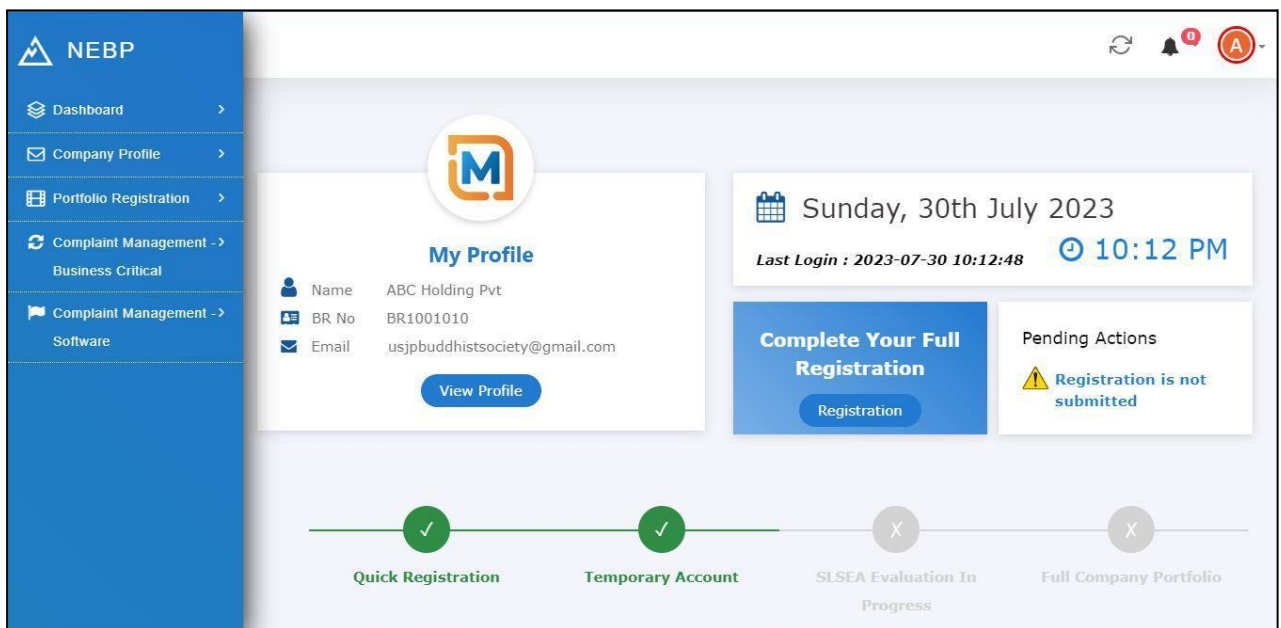 NEBP
0
A
Dashboard
Company Profile
Portfolio Registration
Complaint Management -
Business Critical
Complaint Management -
Software
M
My Profile
Name ABC Holding Pvt
BR No BR1001010
Email usjpbuddhistsociety@gmail.com
View Profile
Sunday, 30th July 2023
Last Login : 2023-07-30 10:12:48
10:12 PM
Complete Your Full
Registration
Registration
Pending Actions
Registration is not
submitted
Quick Registration
Temporary Account
X
SLSEA Evaluation In
Progress
X
Full Company Portfolio